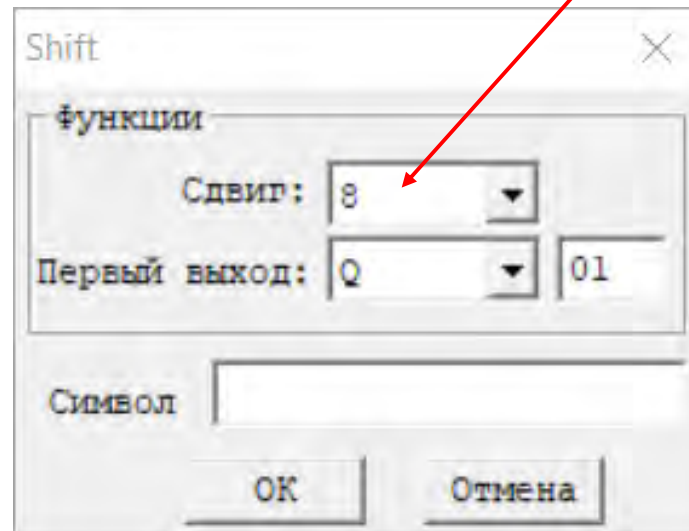 Shift
Функции
Сдвиг: 8
Первый выход: Q 01
Символ
OK Отмена